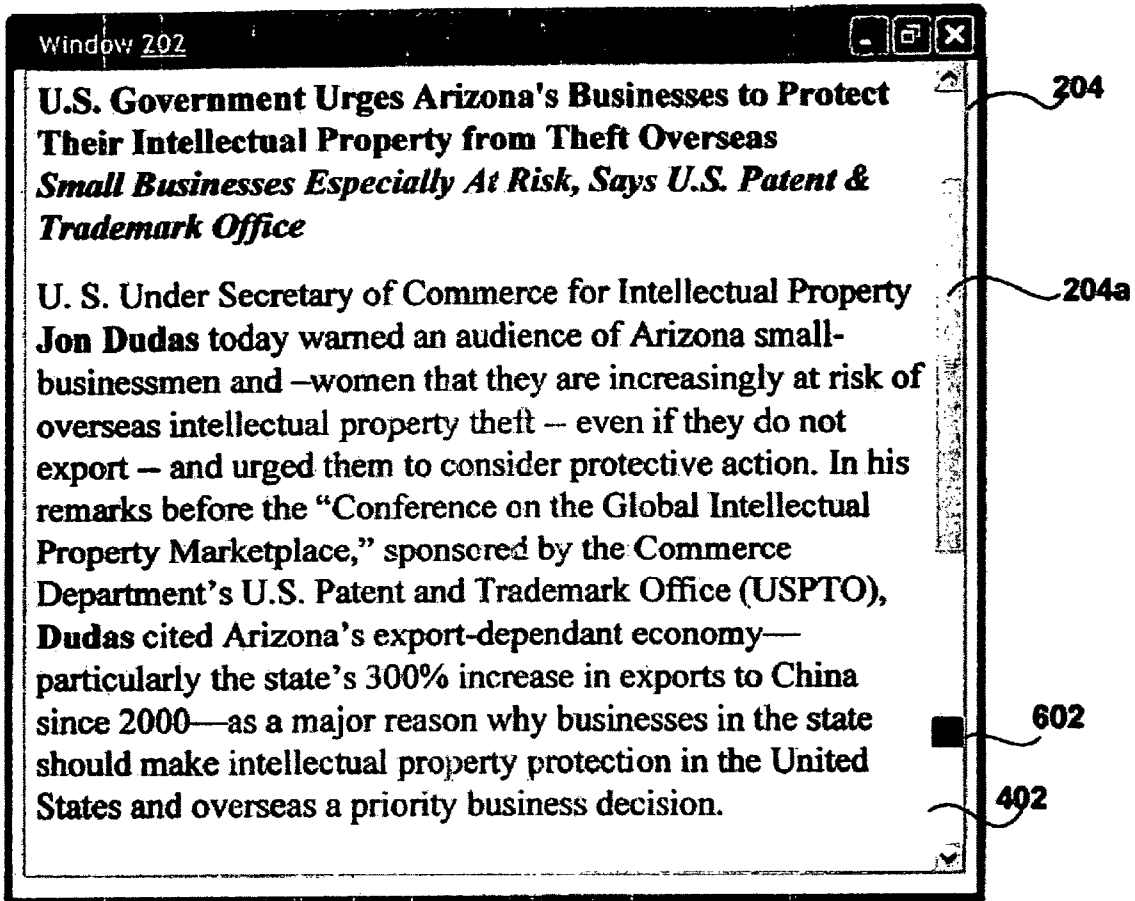 Window 202
U.S. Government Urges Arizona's Businesses to Protect
Their Intellectual Property from Theft Overseas
Small Businesses Especially At Risk, Says U.S. Patent &
Trademark Office
U. S. Under Secretary of Commerce for Intellectual Property
Jon Dudas today warned an audience of Arizona small-
businessmen and –women that they are increasingly at risk of
overseas intellectual property theft – even if they do not
export – and urged them to consider protective action. In his
remarks before the “Conference on the Global Intellectual
Property Marketplace,” sponsored by the Commerce
Department’s U.S. Patent and Trademark Office (USPTO),
Dudas cited Arizona’s export-dependant economy—
particularly the state’s 300% increase in exports to China
since 2000—as a major reason why businesses in the state
should make intellectual property protection in the United
States and overseas a priority business decision.
204
204a
602
402